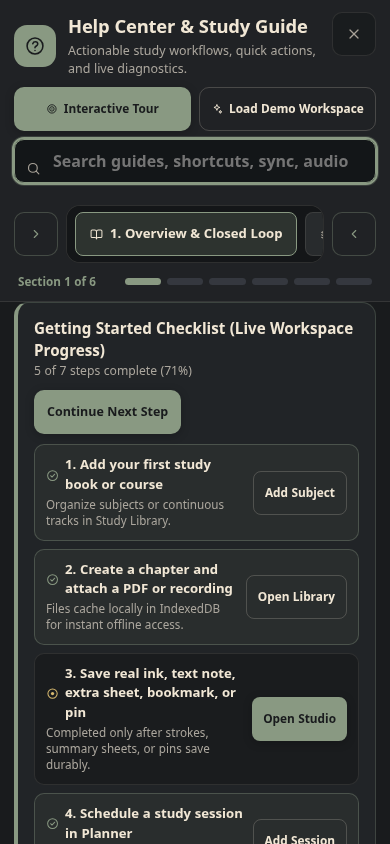 Help Center & Study Guide
Actionable study workflows, quick actions,
and live diagnostics.
Interactive Tour
Load Demo Workspace
Search guides, shortcuts, sync, audio
1. Overview & Closed Loop
Section 1 of 6
Getting Started Checklist (Live Workspace
Progress)
5 of 7 steps complete (71%)
Continue Next Step
1. Add your first study
book or course
Organize subjects or continuous
tracks in Study Library.
Add Subject
2. Create a chapter and
attach a PDF or recording
Files cache locally in IndexedDB
for instant offline access.
Open Library
3. Save real ink, text note,
extra sheet, bookmark, or
pin
Completed only after strokes,
summary sheets, or pins save
durably.
Open Studio
4. Schedule a study session
in Planner
Add Session